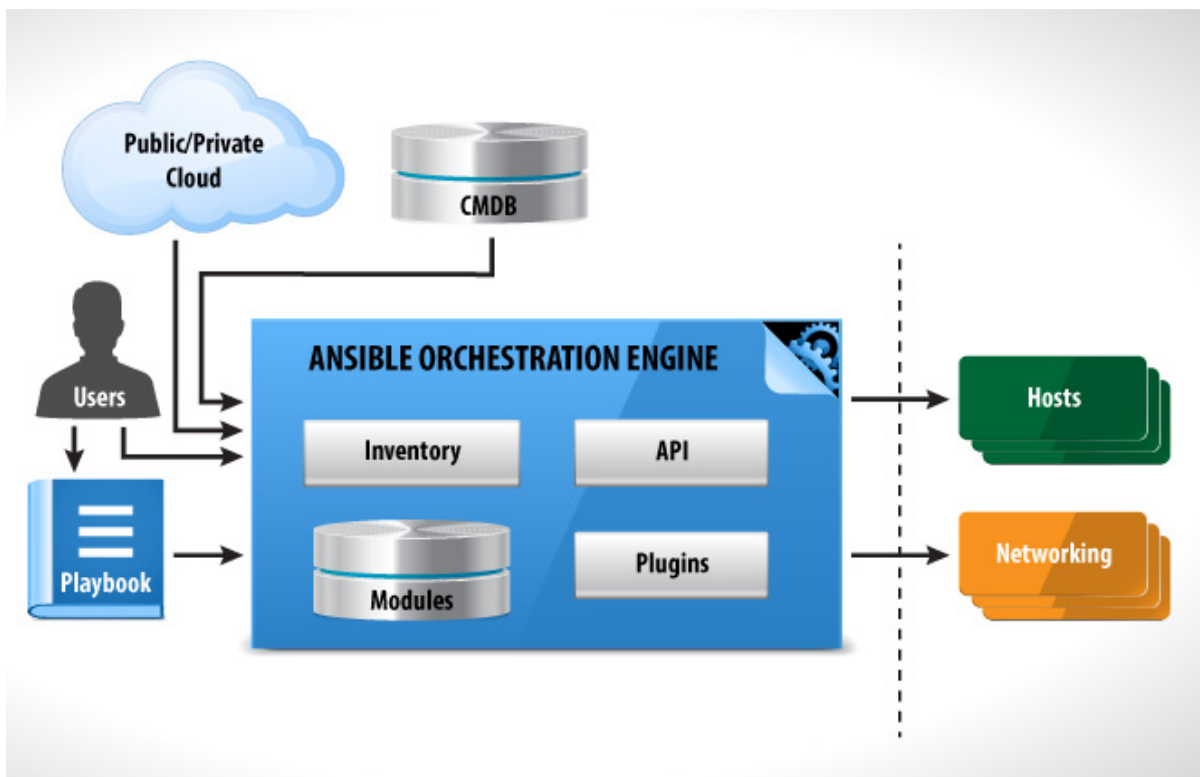 Public/Private
Cloud
CMDB
Users
ANSIBLE ORCHESTRATION ENGINE
Inventory
API
Hosts
Playbook
Modules
Plugins
Networking